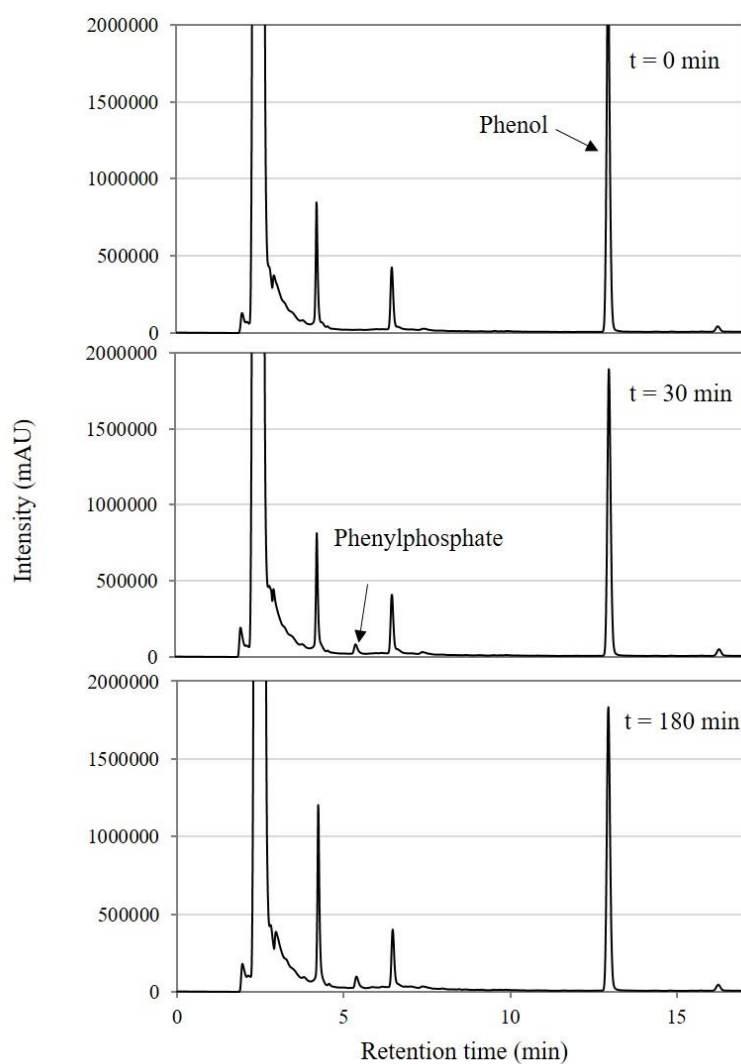 2000000
t = 0 min
1500000
Phenol
1000000
500000
0
2000000
t = 30 min
1500000
Intensity (mAU)
1000000
Phenylphosphate
500000
0
2000000
t = 180 min
1500000
1000000
500000
0
0 5 10 15
Retention time (min)